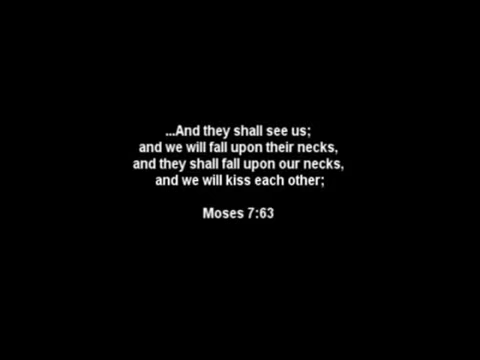 ...And they shall see us;
and we will fall upon their necks,
and they shall fall upon our necks,
and we will kiss each other;
Moses 7:63